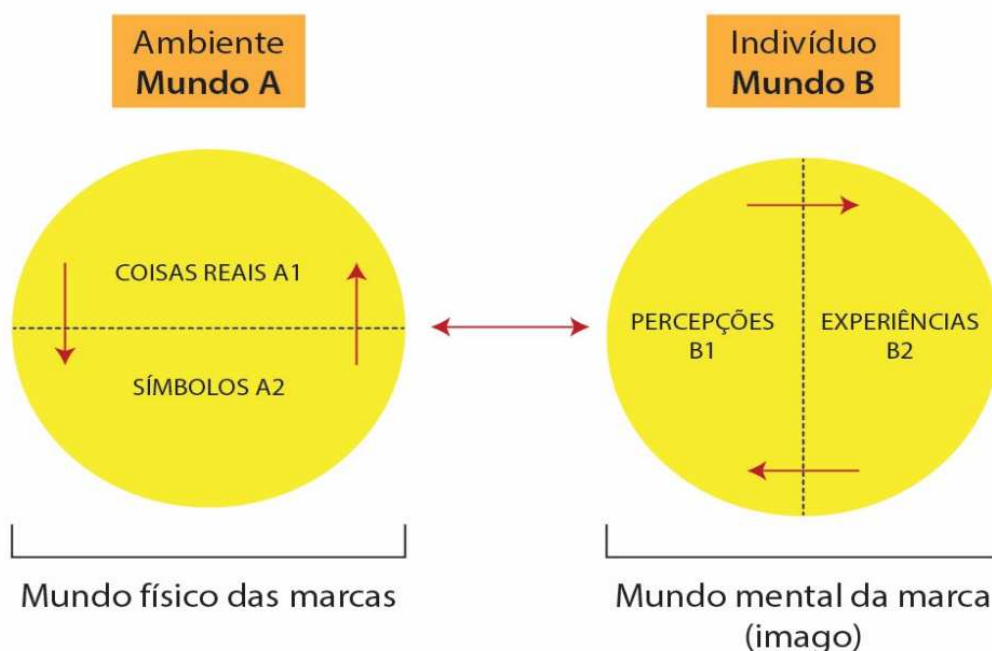 Ambiente
Mundo A
Indivíduo
Mundo B
COISAS REAIS A1
SÍMBOLOS A2
PERCEPÇÕES
B1
EXPERIÊNCIAS
B2
Mundo físico das marcas
Mundo mental da marca
(imago)